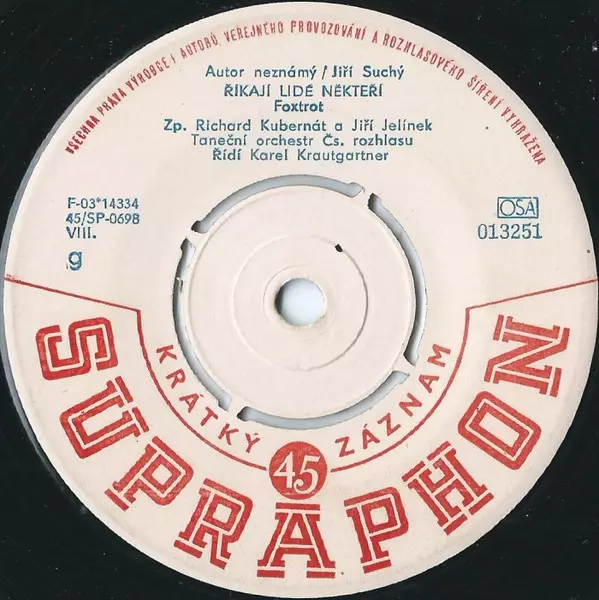 VŠECHNA PRÁVA VÝROBCE I AUTORŮ, VEŘEJNÉHO PROVOZOVÁNÍ A ROZHLASOVÉHO ŠÍŘENÍ VYHRAZENA
Autor neznámý / Jiří Suchý
ŘÍKAJÍ LIDÉ NĚKTEŘÍ
Foxtrot
Zp. Richard Kubernát a Jiří Jelínek
Taneční orchestr Čs. rozhlasu
Řídí Karel Krautgartner
F-03*14334
45/SP-0698
VIII.
g
OSA
013251
KRÁTKÝ 45 ZÁZNAM
SUPRAPHON